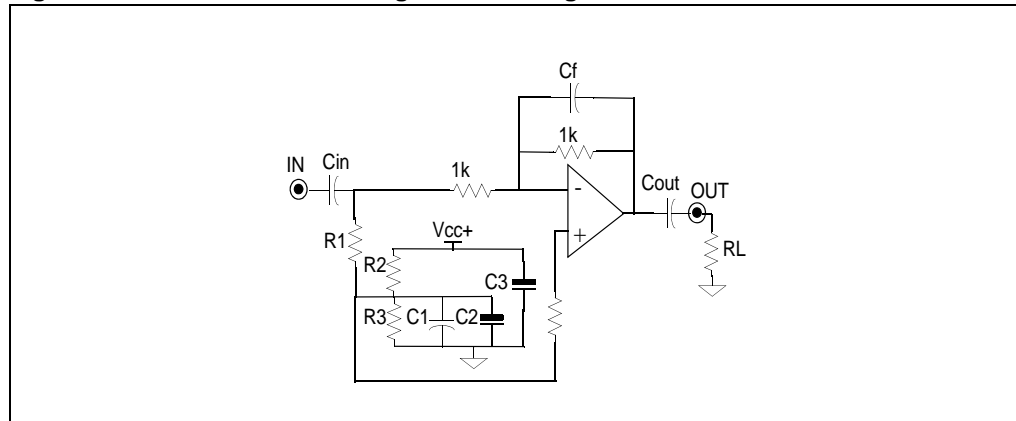 Cf
1k
IN
Cin
1k
Cout
OUT
-
+
R1
Vcc+
R2
C3
RL
R3
C1
C2